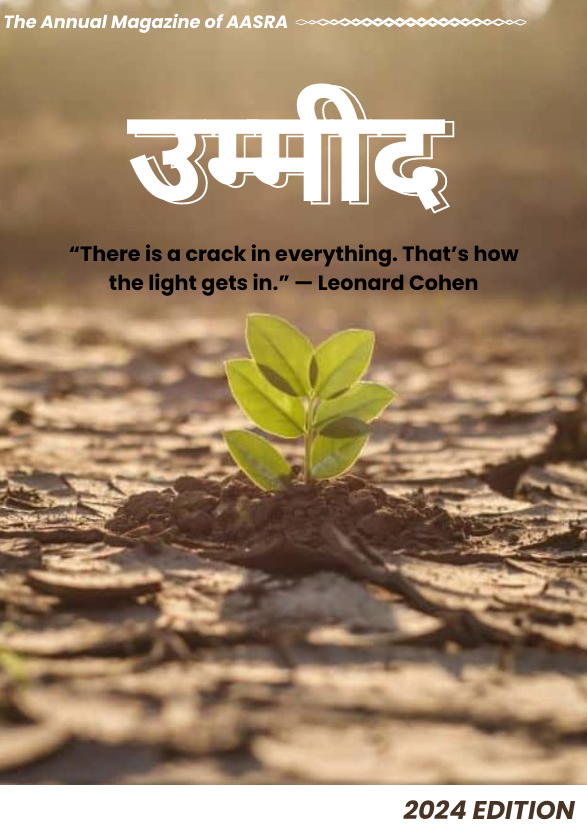 The Annual Magazine of AASRA
उम्मीद
“There is a crack in everything. That’s how
the light gets in.” — Leonard Cohen
2024 EDITION